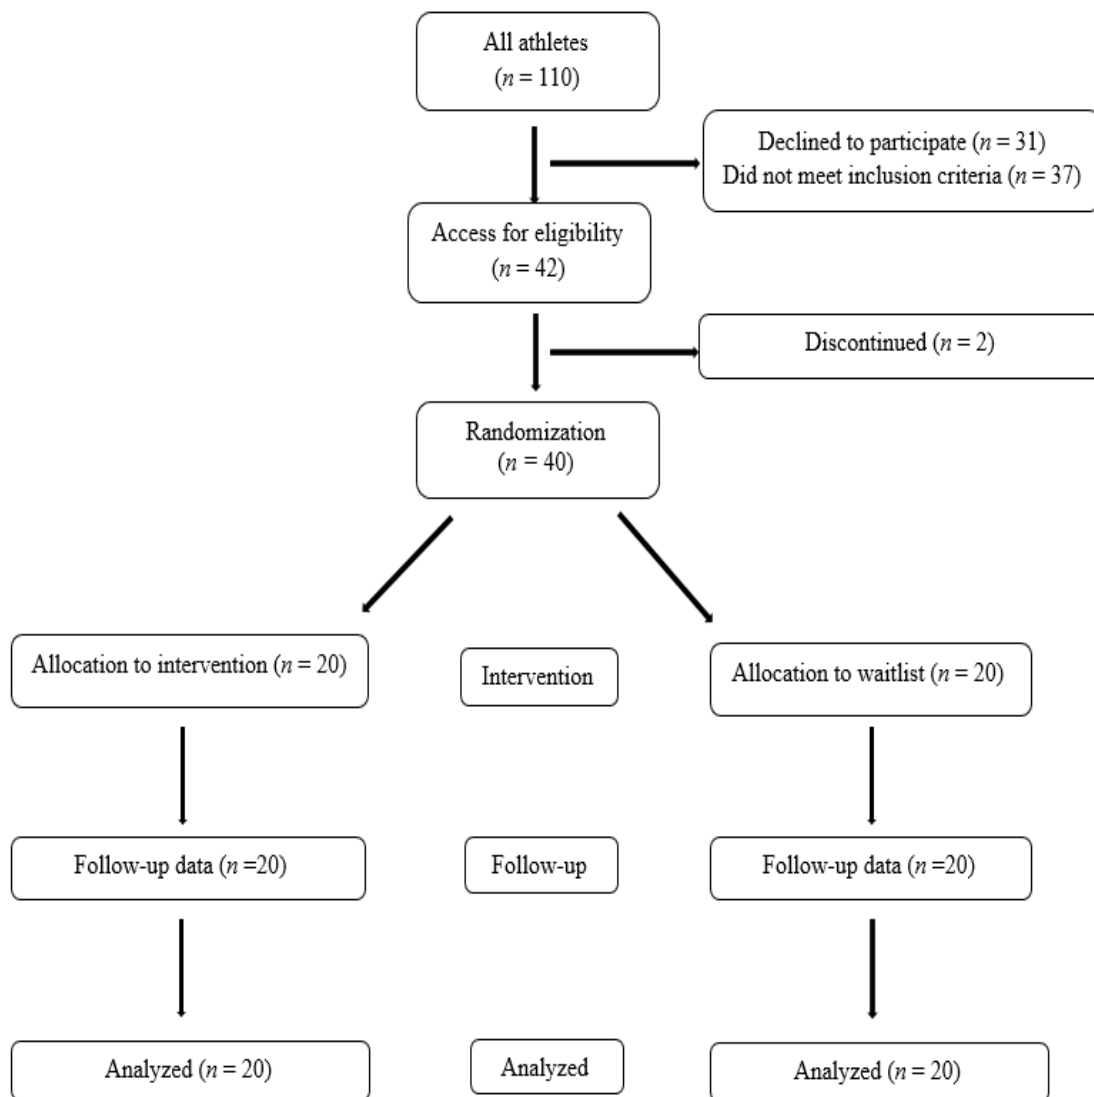 All athletes
(n = 110)
Declined to participate (n = 31)
Did not meet inclusion criteria (n = 37)
Access for eligibility
(n = 42)
Discontinued (n = 2)
Randomization
(n = 40)
Allocation to intervention (n = 20)
Intervention
Allocation to waitlist (n = 20)
Follow-up data (n =20)
Follow-up
Follow-up data (n =20)
Analyzed (n = 20)
Analyzed
Analyzed (n = 20)